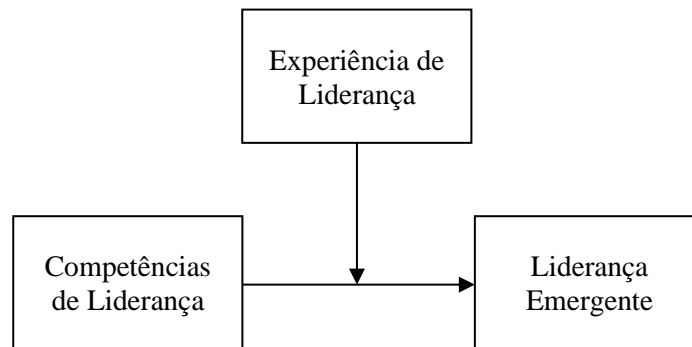 Experiência de
Liderança
Competências
de Liderança
Liderança
Emergente